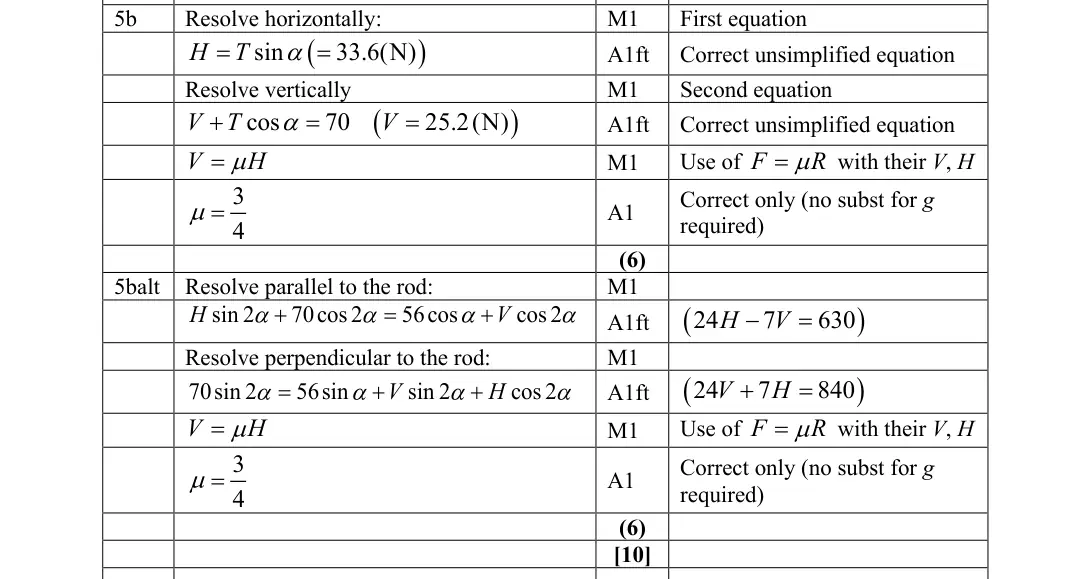 5b Resolve horizontally: M1 First equation
H = T sin α (= 33.6(N)) A1ft Correct unsimplified equation
Resolve vertically M1 Second equation
V + T cos α = 70 (V = 25.2(N)) A1ft Correct unsimplified equation
V = μH M1 Use of F = μR with their V, H
μ = 3/4 A1 Correct only (no subst for g
required)
(6)
5balt Resolve parallel to the rod: M1
H sin 2α + 70 cos 2α = 56 cos α + V cos 2α A1ft (24H − 7V = 630)
Resolve perpendicular to the rod: M1
70 sin 2α = 56 sin α + V sin 2α + H cos 2α A1ft (24V + 7H = 840)
V = μH M1 Use of F = μR with their V, H
μ = 3/4 A1 Correct only (no subst for g
required)
(6)
[10]